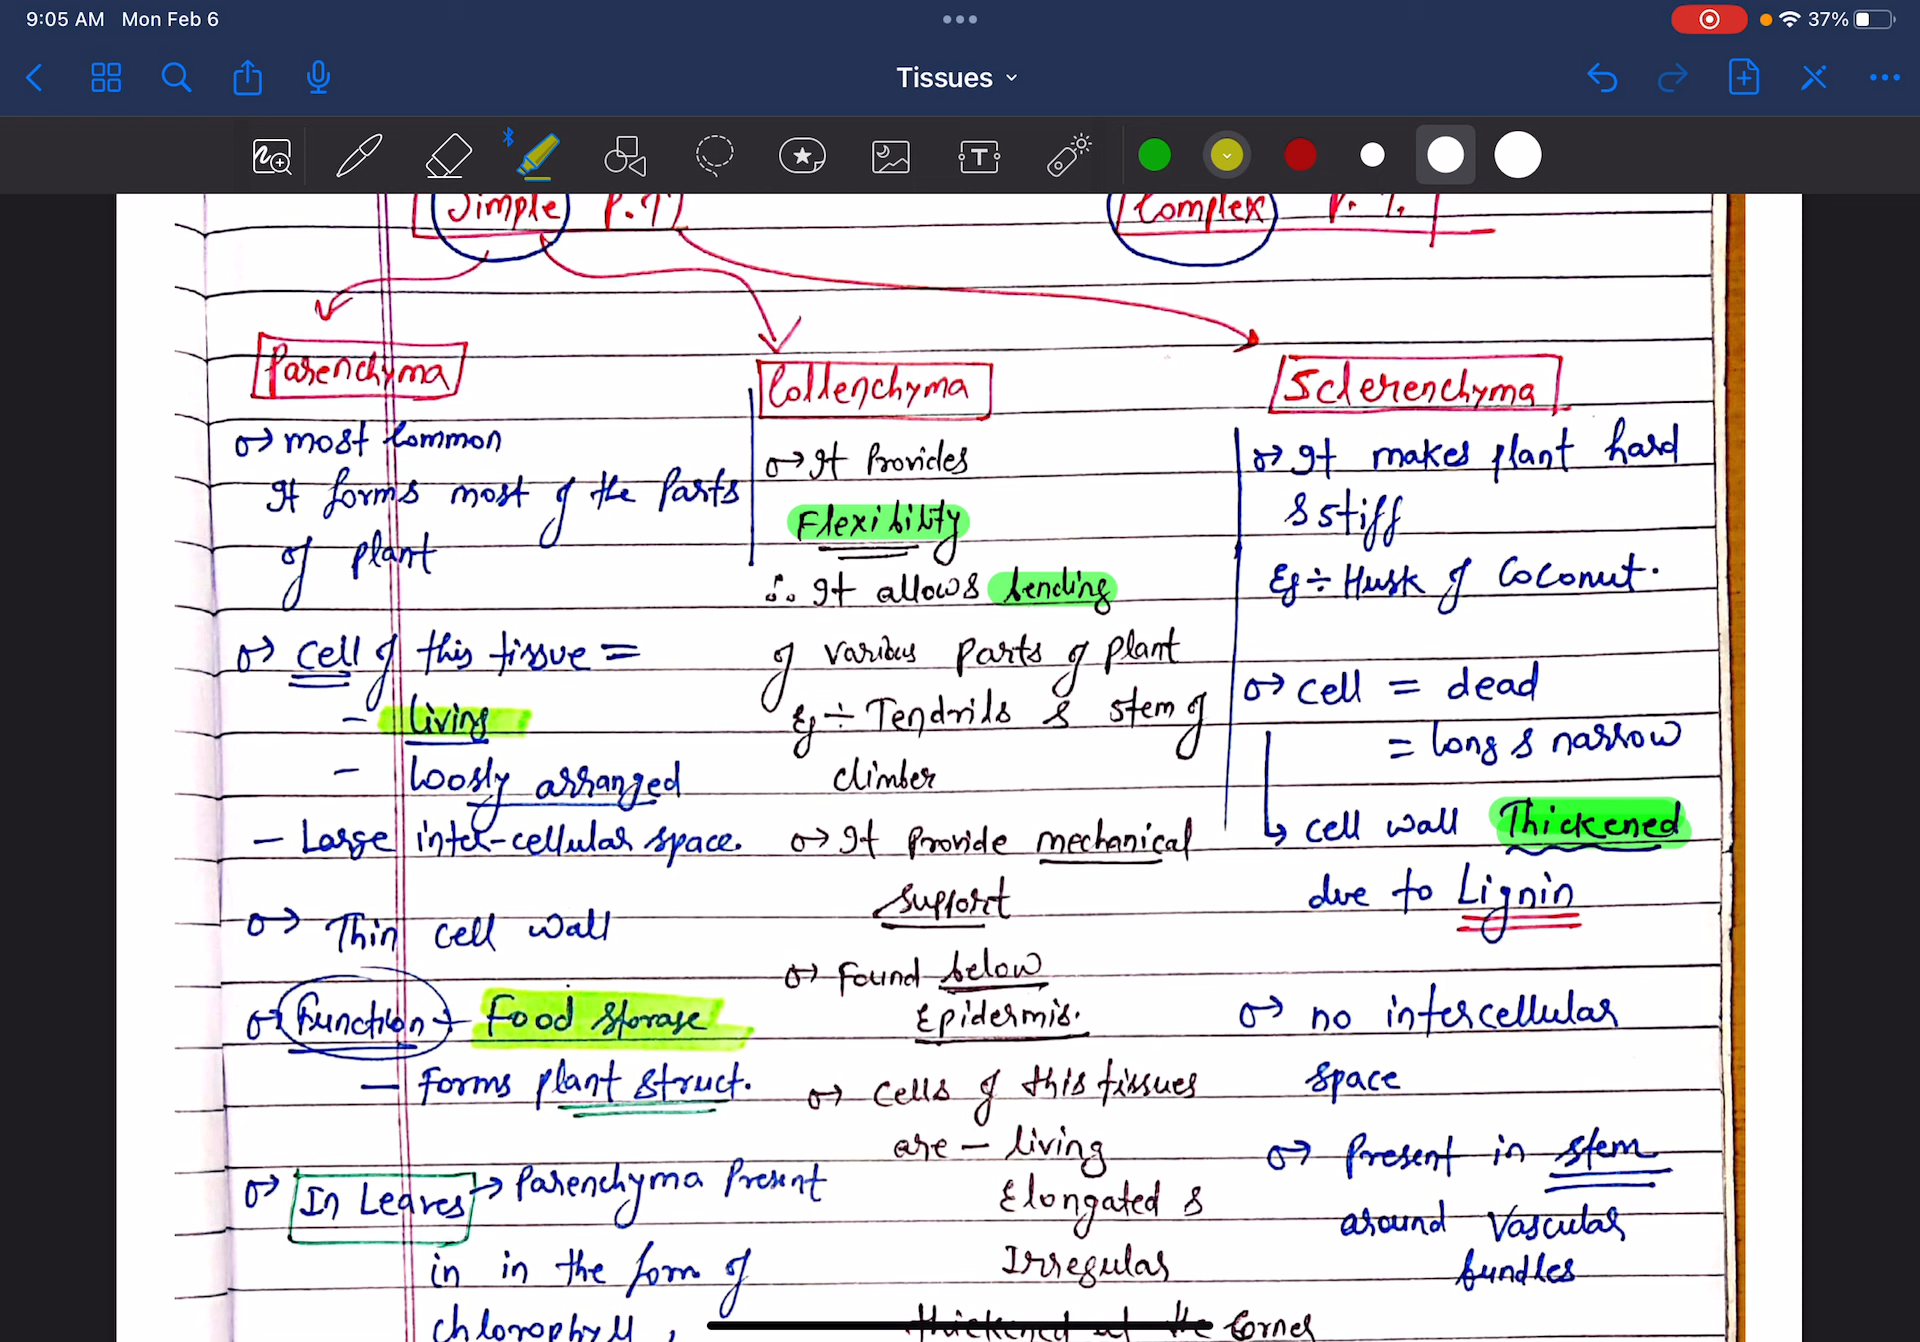 9:05 AM Mon Feb 6
37%
Tissues
T
Simple P.T
Complex P. T.
Parenchyma
most Common
It forms most of the Parts
of plant
Cell of this tissue =
- living
- loosly arranged
- Large inter-cellular space.
Thin cell wall
Function - Food Storage
- Forms plant struct.
In Leaves → Parenchyma Present
in in the form of
chlorophyll,
Collenchyma
It Provides
Flexibility
∴ It allows bending
of various Parts of Plant
Eg ÷ Tendrils & stem of
climber
It Provide mechanical
support
Found below
Epidermis.
Cells of this tissues
are - living
Elongated &
Irregular
thickened at the Corner
Sclerenchyma
It makes plant hard
& stiff
Eg ÷ Husk of Coconut.
cell = dead
= long & narrow
cell wall Thickened
due to Lignin
no intercellular
space
Present in stem
around Vascular
bundles